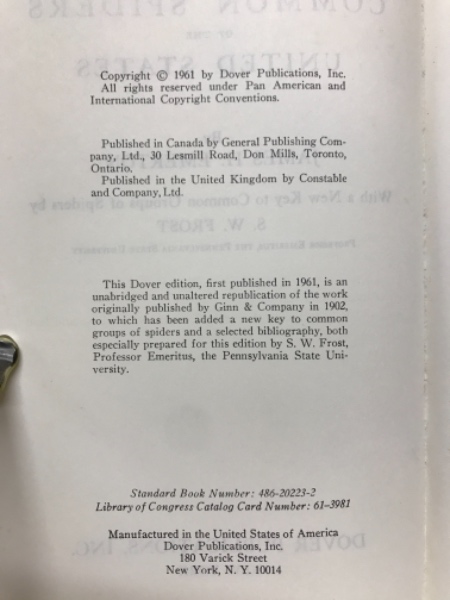 Copyright © 1961 by Dover Publications, Inc.
All rights reserved under Pan American and
International Copyright Conventions.
Published in Canada by General Publishing Com-
pany, Ltd., 30 Lesmill Road, Don Mills, Toronto,
Ontario.
Published in the United Kingdom by Constable
and Company, Ltd.
This Dover edition, first published in 1961, is an
unabridged and unaltered republication of the work
originally published by Ginn & Company in 1902,
to which has been added a new key to common
groups of spiders and a selected bibliography, both
especially prepared for this edition by S. W. Frost,
Professor Emeritus, the Pennsylvania State Uni-
versity.
Standard Book Number: 486-20223-2
Library of Congress Catalog Card Number: 61-3981
Manufactured in the United States of America
Dover Publications, Inc.
180 Varick Street
New York, N. Y. 10014